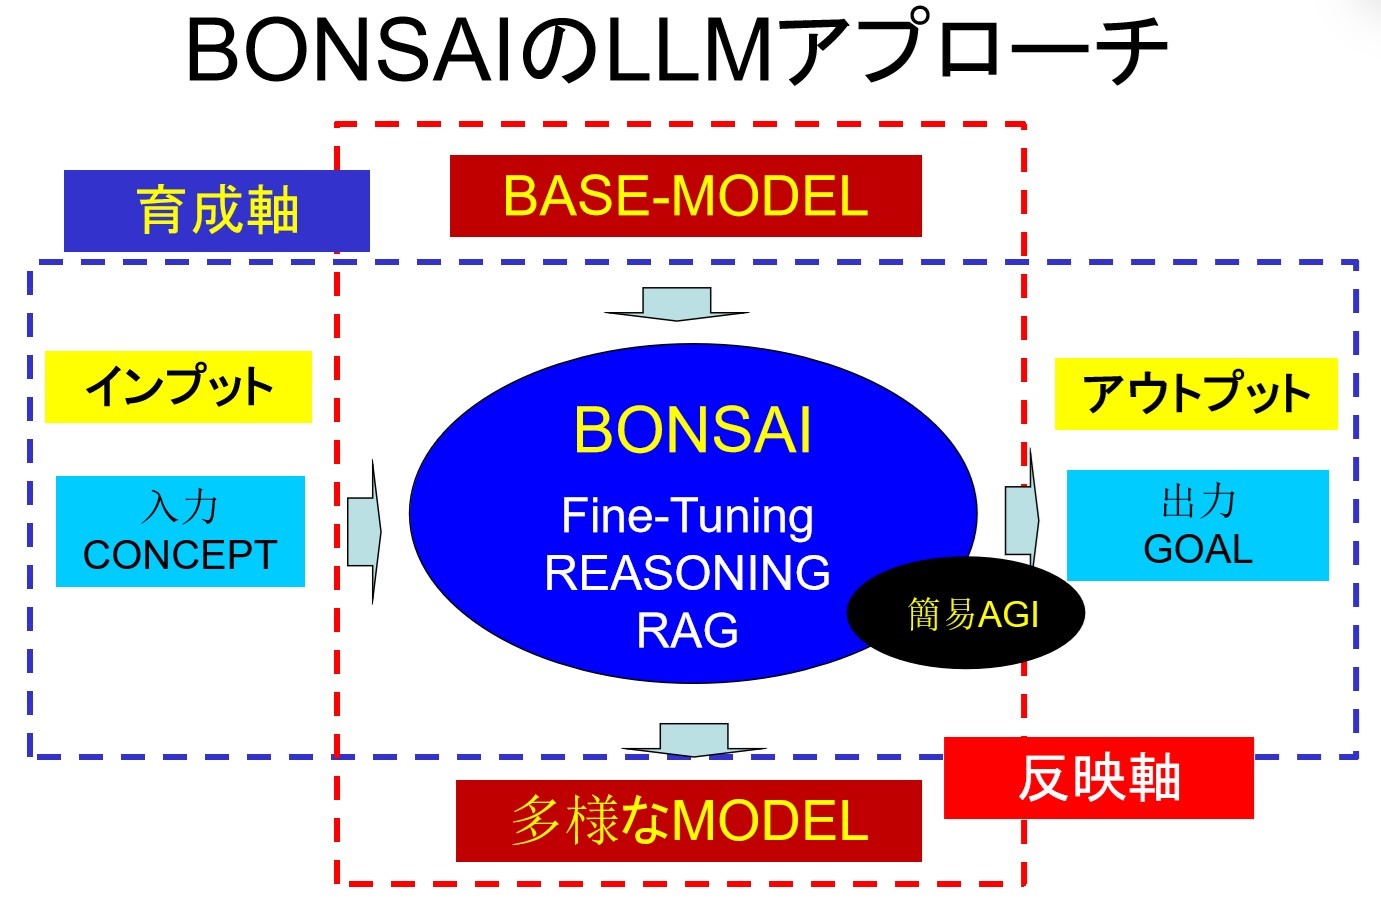 BONSAIのLLMアプローチ
育成軸
BASE-MODEL
インプット
入力
CONCEPT
BONSAI
Fine-Tuning
REASONING
RAG
簡易AGI
アウトプット
出力
GOAL
多様なMODEL
反映軸